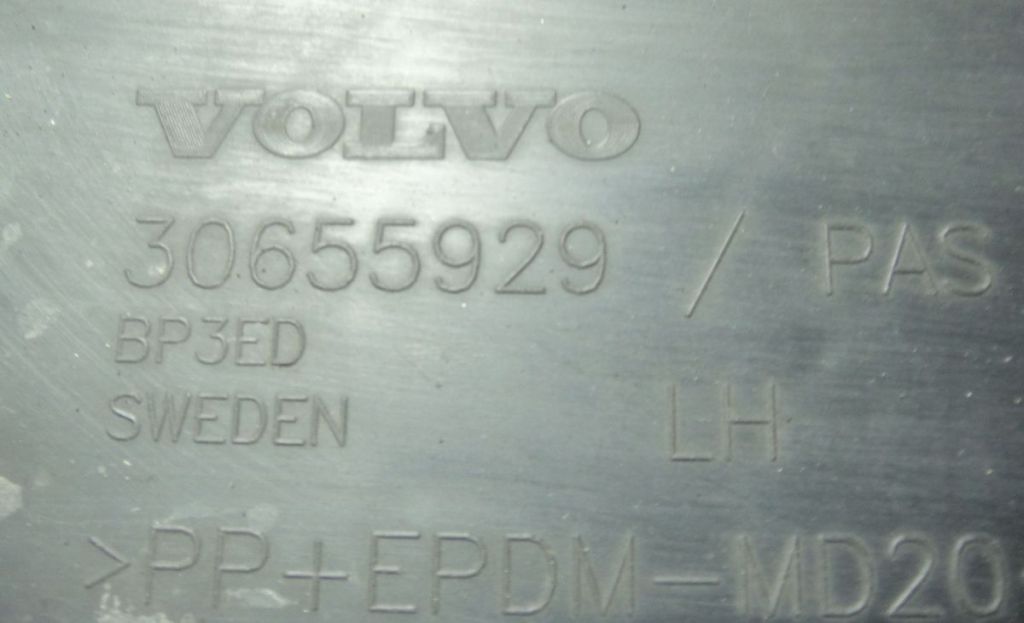 VOLVO
30655929 / PAS
BP3ED
SWEDEN LH
>PP+EPDM-MD20